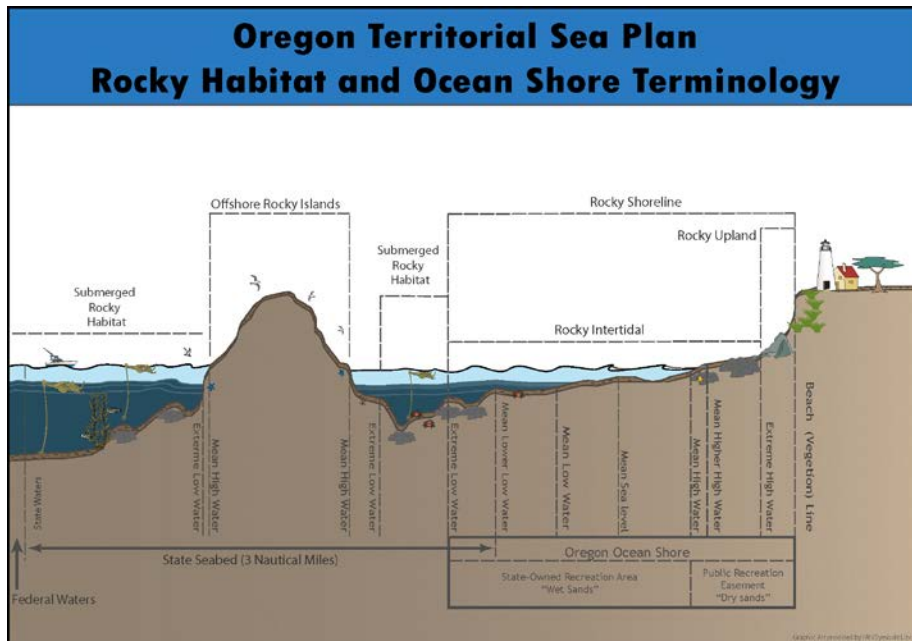 Oregon Territorial Sea Plan
Rocky Habitat and Ocean Shore Terminology
Offshore Rocky Islands
Rocky Shoreline
Rocky Upland
Submerged
Rocky
Habitat
Submerged
Rocky
Habitat
Rocky Intertidal
State Waters
Exterme Low Water
Mean High Water
Mean High Water
Extreme Low Water
Extreme Low Water
Mean Lower Low Water
Mean Low Water
Mean Sea level
Mean High Water
Mean Higher High Water
Extreme High Water
Beach (Vegetion) Line
State Seabed (3 Nautical Miles)
Federal Waters
Oregon Ocean Shore
State-Owned Recreation Area
"Wet Sands"
Public Recreation
Easement
"Dry sands"